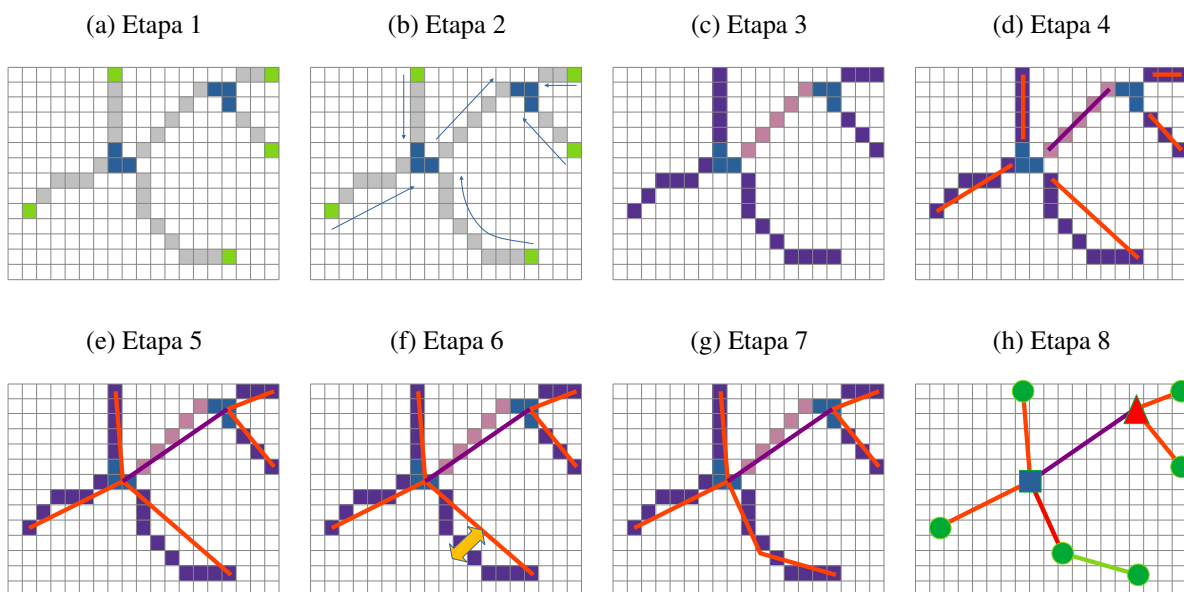 (a) Etapa 1
(b) Etapa 2
(c) Etapa 3
(d) Etapa 4
(e) Etapa 5
(f) Etapa 6
(g) Etapa 7
(h) Etapa 8